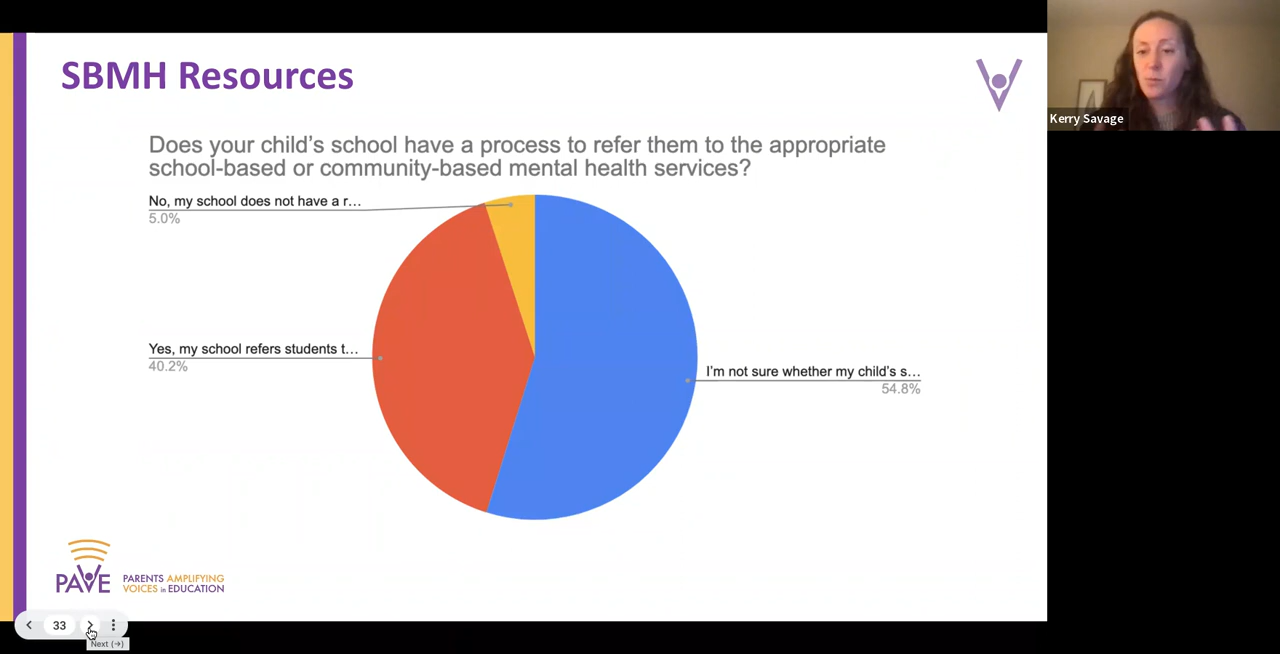 SBMH Resources
Kerry Savage
Does your child's school have a process to refer them to the appropriate
school-based or community-based mental health services?
No, my school does not have a r…
5.0%
Yes, my school refers students t…
40.2%
I'm not sure whether my child's s…
54.8%
PAVE
PARENTS AMPLIFYING
VOICES in EDUCATION
33
Next (→)